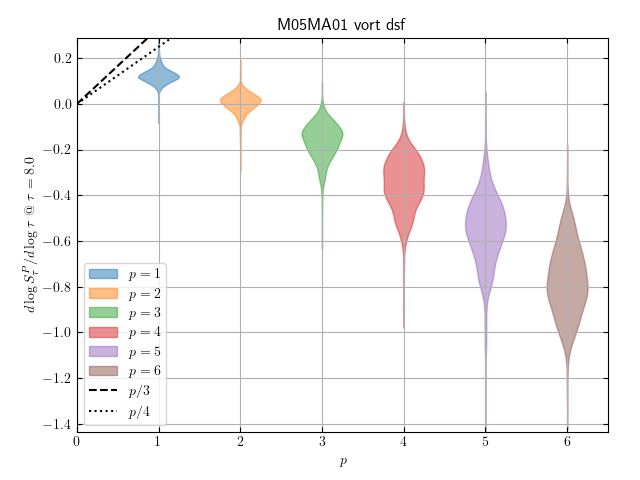 M05MA01 vort dsf
d log S_τ^P / d log τ @ τ = 8.0
0.2
0.0
−0.2
−0.4
−0.6
−0.8
−1.0
−1.2
−1.4
p = 1
p = 2
p = 3
p = 4
p = 5
p = 6
p/3
p/4
0 1 2 3 4 5 6
p